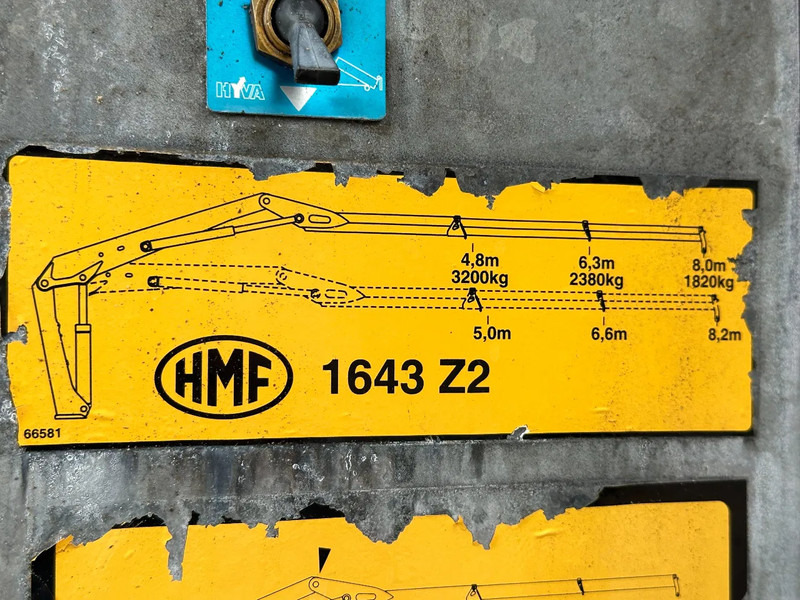 HYVA
4,8m 6,3m 8,0m
3200kg 2380kg 1820kg
5,0m 6,6m 8,2m
HMF 1643 Z2
66581